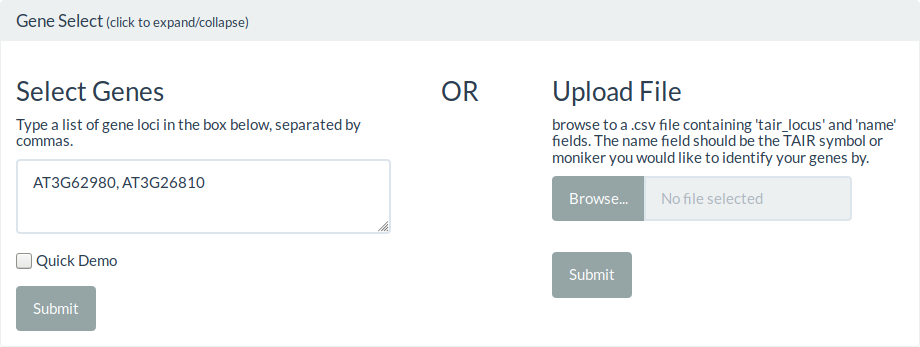 Gene Select (click to expand/collapse)
Select Genes
Type a list of gene loci in the box below, separated by
commas.
AT3G62980, AT3G26810
Quick Demo
Submit
OR
Upload File
browse to a .csv file containing 'tair_locus' and 'name'
fields. The name field should be the TAIR symbol or
moniker you would like to identify your genes by.
Browse... No file selected
Submit